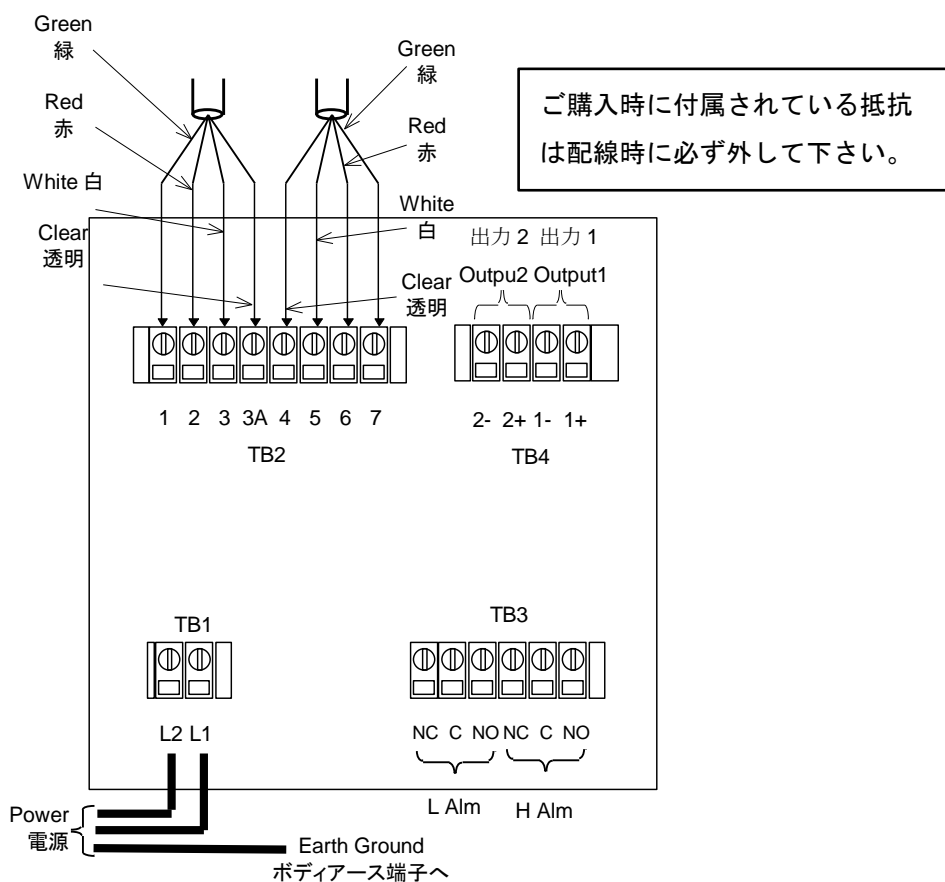 Green
緑
Green
緑
Red
赤
Red
赤
White 白
White
白
Clear
透明
Clear
透明
ご購入時に付属されている抵抗
は配線時に必ず外して下さい。
出力 2 出力 1
Outpu2 Output1
1 2 3 3A 4 5 6 7
TB2
2- 2+ 1- 1+
TB4
TB1
L2 L1
TB3
NC C NO NC C NO
L Alm H Alm
Power
電源
Earth Ground
ボディアース端子へ